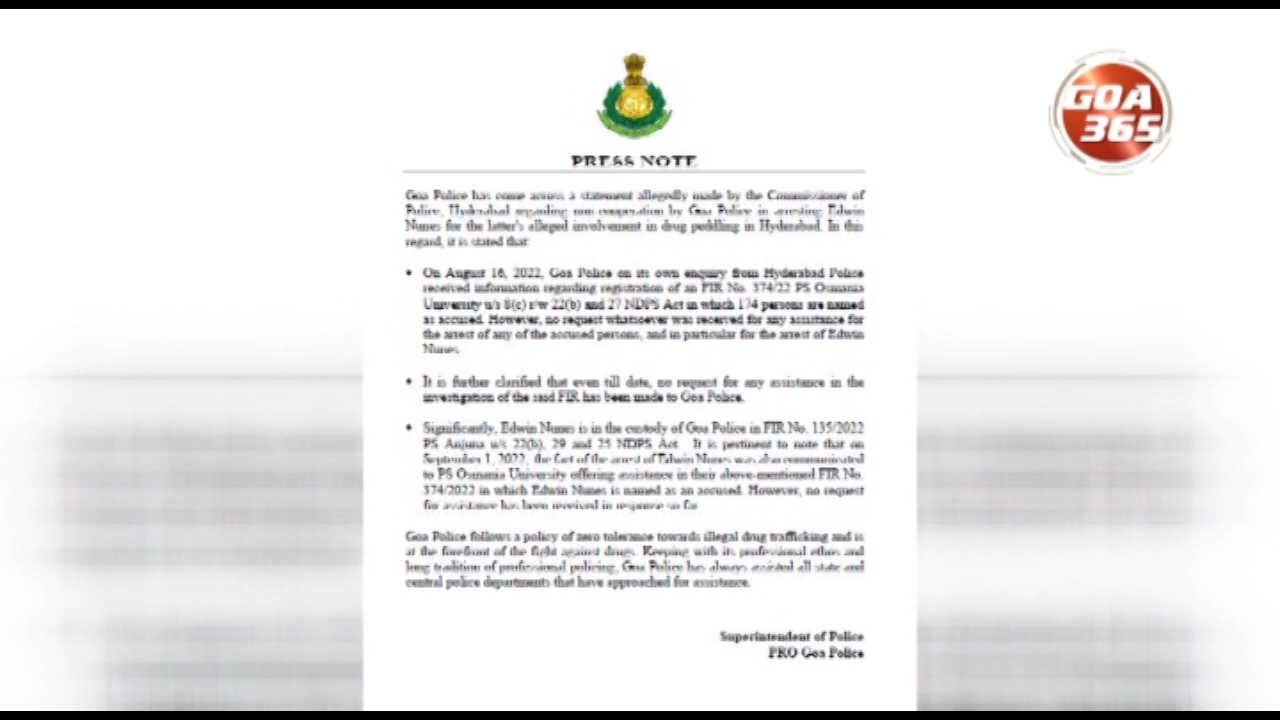 GOA
365
PRESS NOTE
Goa Police has come across a statement allegedly made by the Commissioner of
Police, Hyderabad regarding non cooperation by Goa Police in arresting Edwin
Nunes for the latter's alleged involvement in drug peddling in Hyderabad. In this
regard, it is stated that:
• On August 16, 2022, Goa Police on its own enquiry from Hyderabad Police
received information regarding registration of an FIR No. 374/22 PS Osmania
University u/s 8(c) r/w 22(b) and 27 NDPS Act in which 174 persons are named
as accused. However, no request whatsoever was received for any assistance for
the arrest of any of the accused persons, and in particular for the arrest of Edwin
Nunes.
• It is further clarified that even till date, no request for any assistance in the
investigation of the said FIR has been made to Goa Police.
• Significantly, Edwin Nunes is in the custody of Goa Police in FIR No. 135/2022
PS Anjuna u/s 22(b), 29 and 25 NDPS Act. It is pertinent to note that on
September 1, 2022, the fact of the arrest of Edwin Nunes was also communicated
to PS Osmania University offering assistance in their above-mentioned FIR No.
374/2022 in which Edwin Nunes is named as an accused. However, no request
for assistance has been received in response so far.
Goa Police follows a policy of zero tolerance towards illegal drug trafficking and is
at the forefront of the fight against drugs. Keeping with its professional ethos and
long tradition of professional policing, Goa Police has always assisted all state and
central police departments that have approached for assistance.
Superintendent of Police
PRO Goa Police